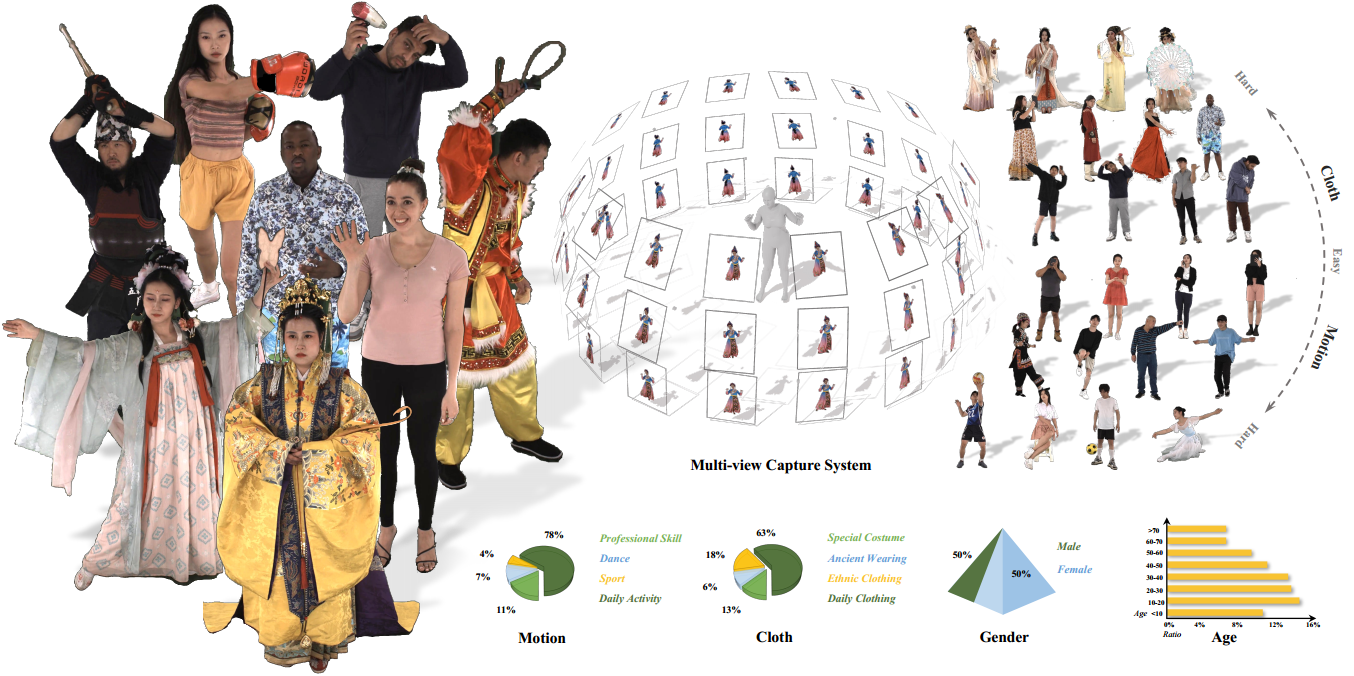 Hard
Cloth
Easy
Motion
Hard
Multi-view Capture System
78%
4%
7%
11%
Professional Skill
Dance
Sport
Daily Activity
Motion
63%
18%
6%
13%
Special Costume
Ancient Wearing
Ethnic Clothing
Daily Clothing
Cloth
50%
50%
Male
Female
Gender
>70
60-70
50-60
40-50
30-40
20-30
10-20
Age <10
0% 4% 8% 12% 16%
Ratio
Age